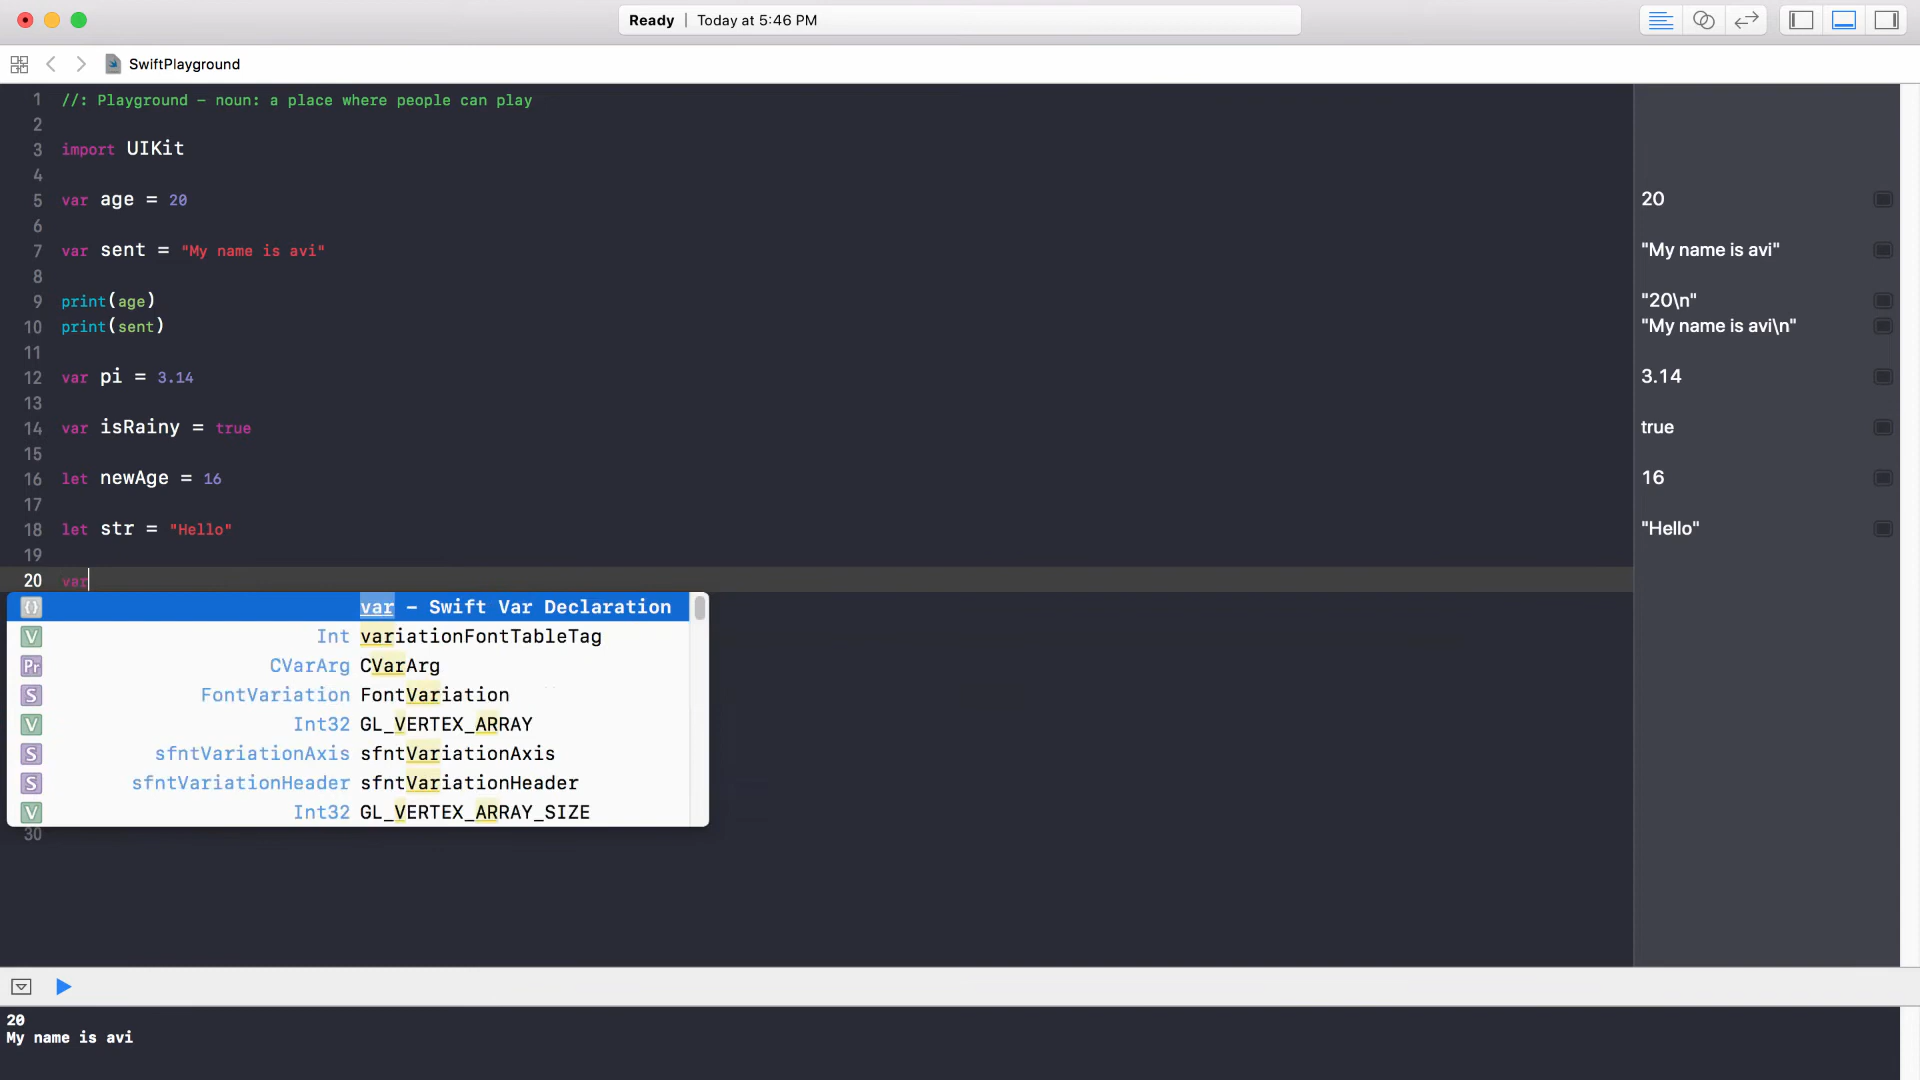 Ready | Today at 5:46 PM
SwiftPlayground
1 //: Playground - noun: a place where people can play
2
3 import UIKit
4
5 var age = 20 20
6
7 var sent = "My name is avi" "My name is avi"
8
9 print(age) "20\n"
10 print(sent) "My name is avi\n"
11
12 var pi = 3.14 3.14
13
14 var isRainy = true true
15
16 let newAge = 16 16
17
18 let str = "Hello" "Hello"
19
20 var
{} var - Swift Var Declaration
V Int variationFontTableTag
Pr CVarArg CVarArg
S FontVariation FontVariation
V Int32 GL_VERTEX_ARRAY
S sfntVariationAxis sfntVariationAxis
S sfntVariationHeader sfntVariationHeader
V Int32 GL_VERTEX_ARRAY_SIZE
30
20
My name is avi